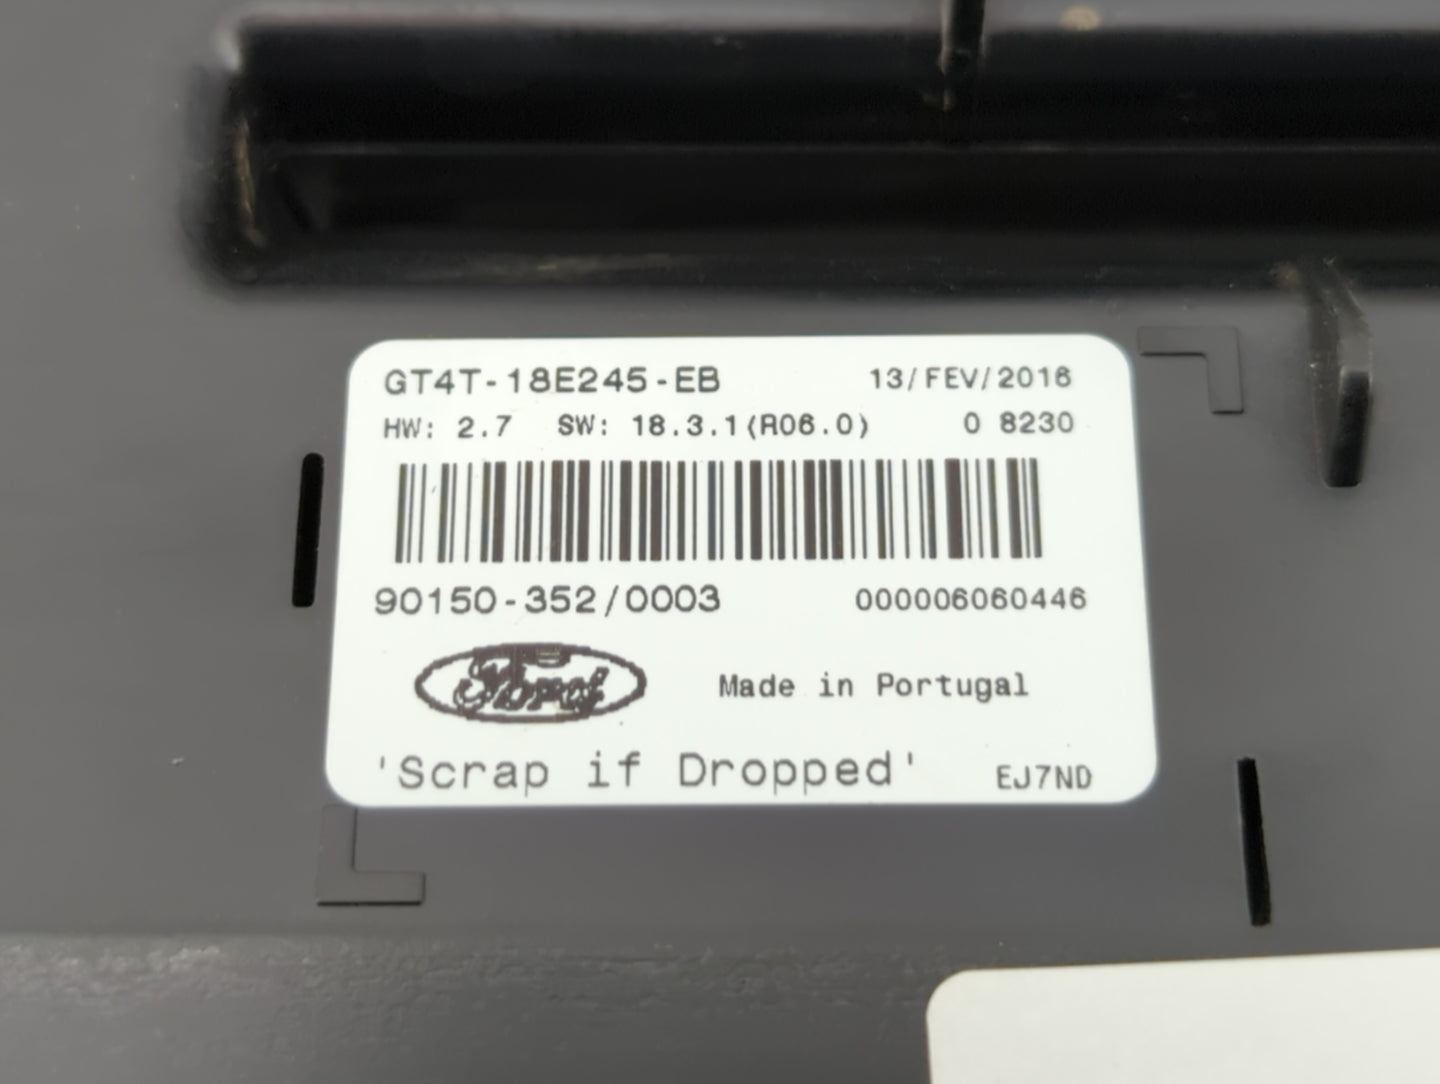 GT4T-18E245-EB 13/FEV/2016
HW: 2.7 SW: 18.3.1(R06.0) 0 8230
90150-352/0003 000006060446
Ford Made in Portugal
'Scrap if Dropped' EJ7ND